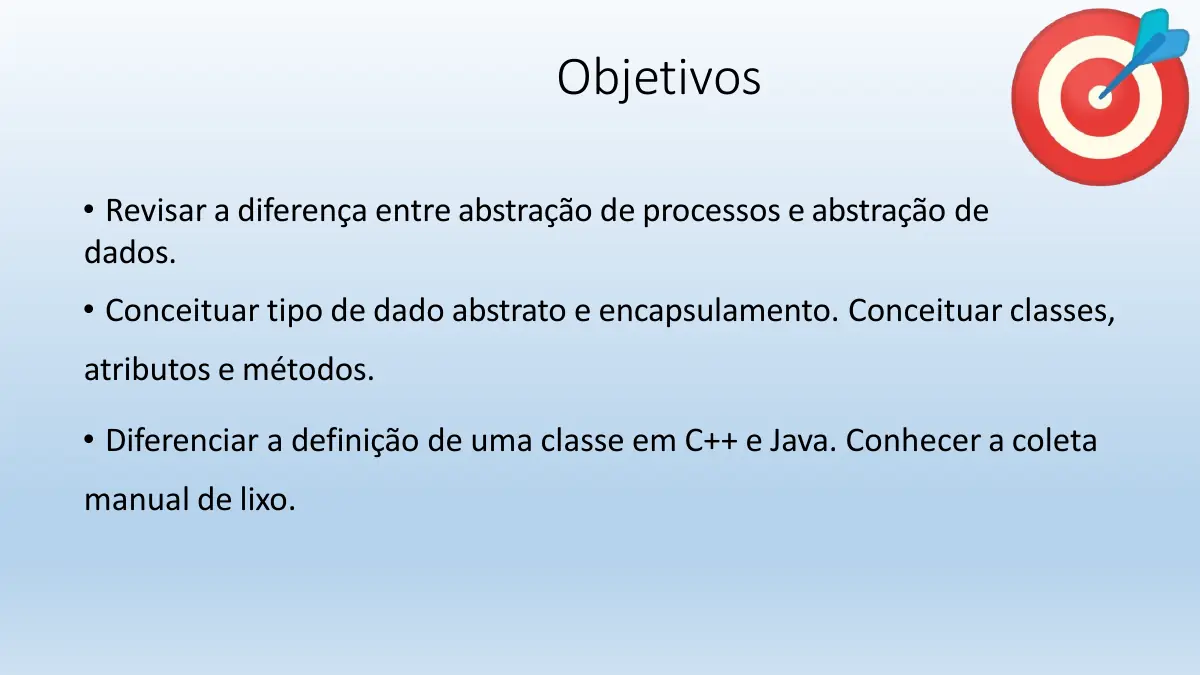 Objetivos
• Revisar a diferença entre abstração de processos e abstração de
dados.
• Conceituar tipo de dado abstrato e encapsulamento. Conceituar classes,
atributos e métodos.
• Diferenciar a definição de uma classe em C++ e Java. Conhecer a coleta
manual de lixo.